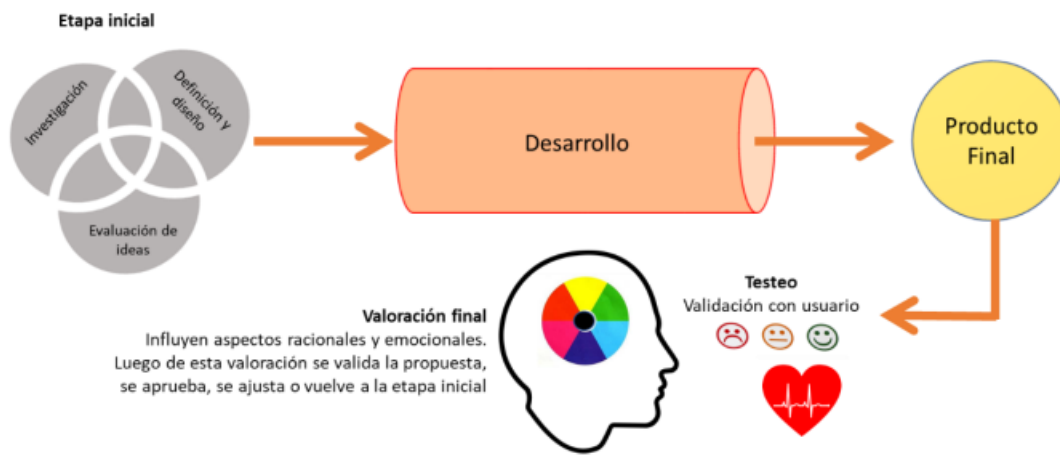 Etapa inicial
Investigación
Definición y
diseño
Evaluación de
ideas
Desarrollo
Producto
Final
Testeo
Validación con usuario
Valoración final
Influyen aspectos racionales y emocionales.
Luego de esta valoración se valida la propuesta,
se aprueba, se ajusta o vuelve a la etapa inicial